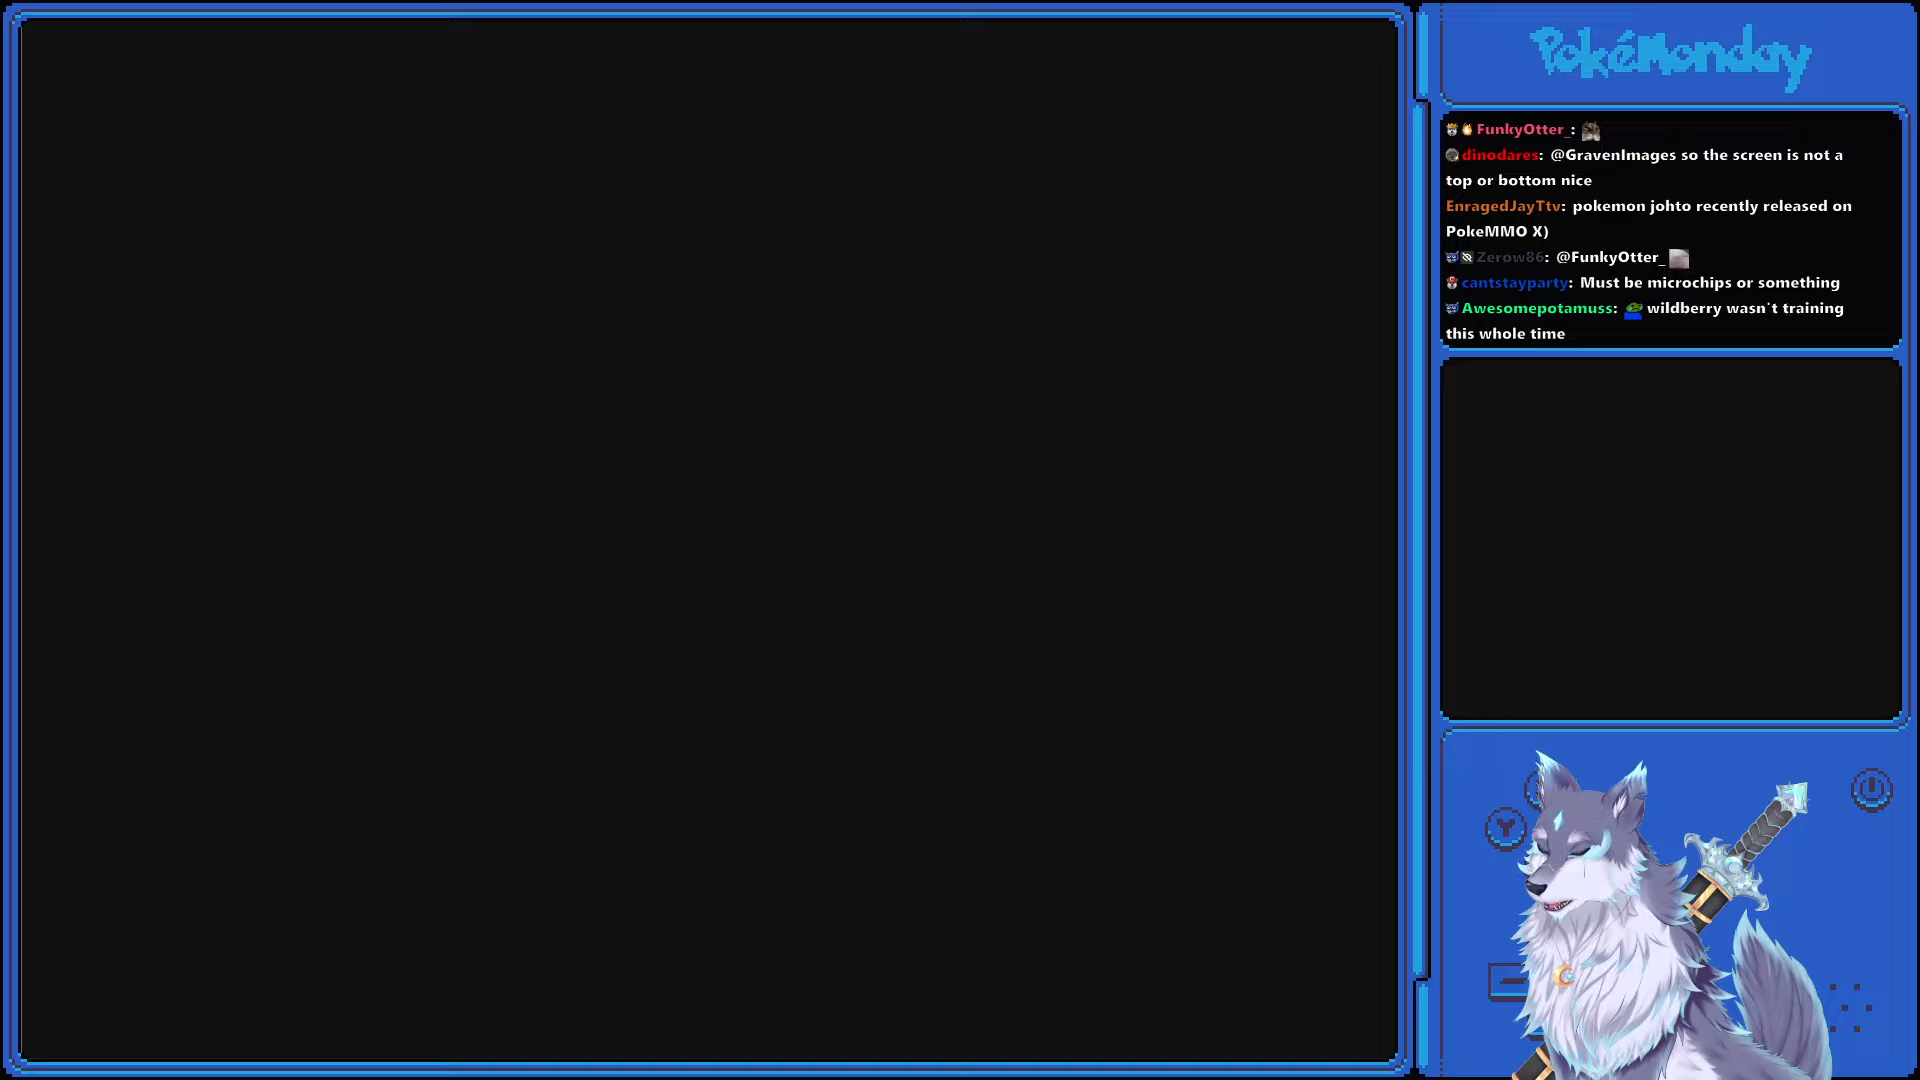 PokéMonday
FunkyOtter_:
dinodares: @GravenImages so the screen is not a
top or bottom nice
EnragedJayTtv: pokemon johto recently released on
PokeMMO X)
Zerow86: @FunkyOtter_
cantstayparty: Must be microchips or something
Awesomepotamuss: wildberry wasn't training
this whole time
Y